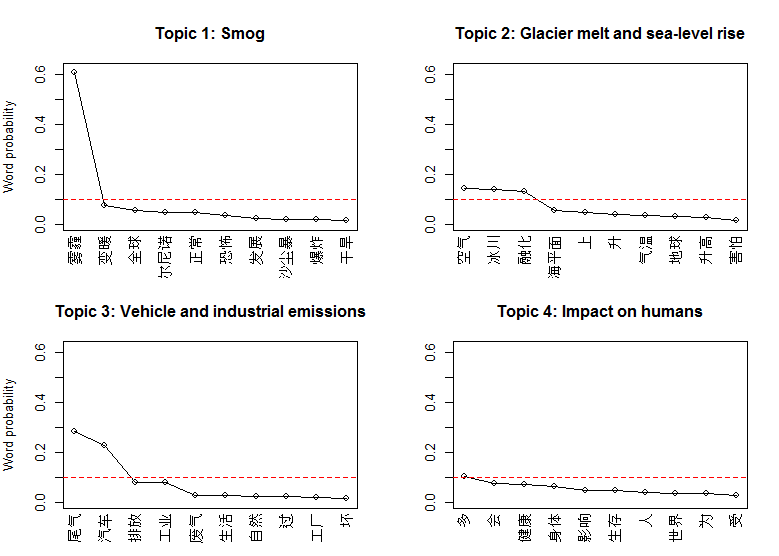 Topic 1: Smog
Word probability
0.6
0.4
0.2
0.0
雾霾 变暖 全球 尔尼诺 正常 恐怖 发展 沙尘暴 爆炸 干旱
Topic 2: Glacier melt and sea-level rise
0.6
0.4
0.2
0.0
空气 冰川 融化 海平面 上 升 气温 地球 升高 害怕
Topic 3: Vehicle and industrial emissions
Word probability
0.6
0.4
0.2
0.0
尾气 汽车 排放 工业 废气 生活 自然 过 工厂 坏
Topic 4: Impact on humans
0.6
0.4
0.2
0.0
多 会 健康 身体 影响 生存 人 世界 为 受